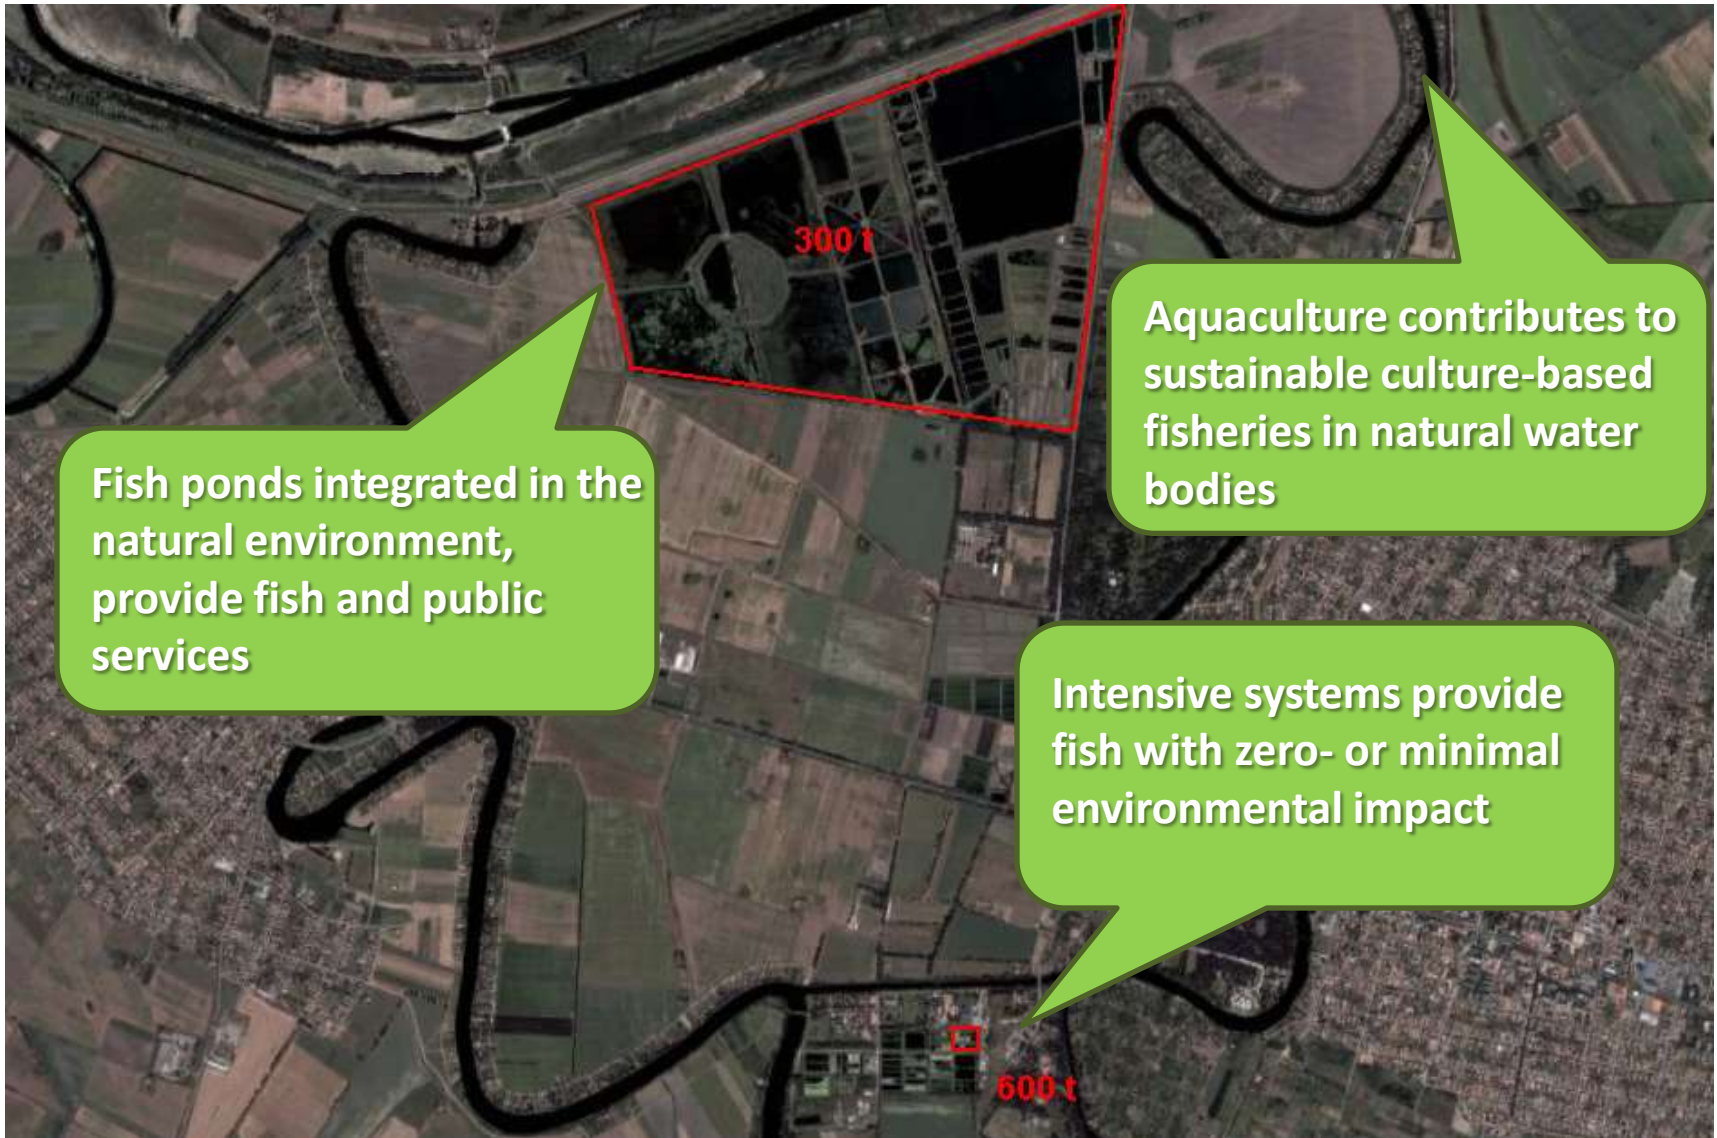 300 t
Aquaculture contributes to
sustainable culture-based
fisheries in natural water
bodies
Fish ponds integrated in the
natural environment,
provide fish and public
services
Intensive systems provide
fish with zero- or minimal
environmental impact
600 t